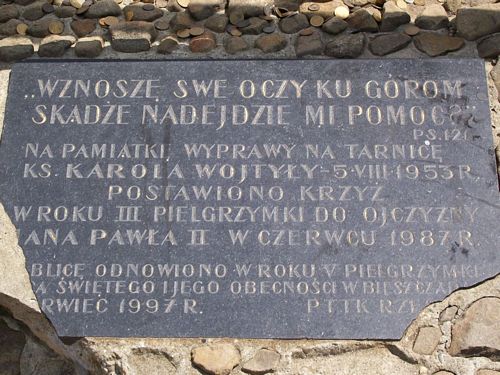 „WZNOSZĘ SWE OCZY KU GÓROM
SKĄDŻE NADEJDZIE MI POMOC?"
PS.121
NA PAMIĄTKĘ WYPRAWY NA TARNICĘ
KS. KAROLA WOJTYŁY - 5-VIII-1953 R.
POSTAWIONO KRZYŻ
W ROKU III PIELGRZYMKI DO OJCZYZNY
JANA PAWŁA II W CZERWCU 1987 R.
BLICĘ ODNOWIONO W ROKU V PIELGRZYMKI
ŚWIĘTEGO I JEGO OBECNOŚCI W BIESZCZA
RWIEC 1997 R. PTTK RZE